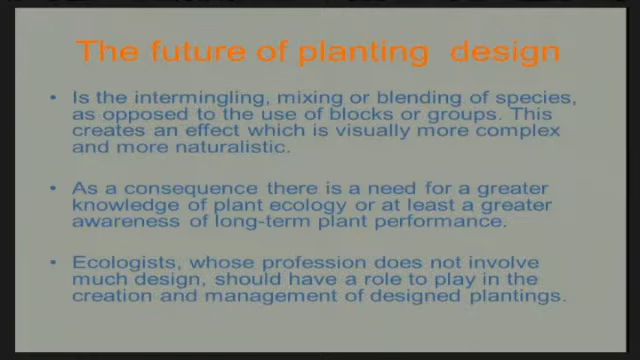 The future of planting design
• Is the intermingling, mixing or blending of species,
as opposed to the use of blocks or groups. This
creates an effect which is visually more complex
and more naturalistic.
• As a consequence there is a need for a greater
knowledge of plant ecology or at least a greater
awareness of long-term plant performance.
• Ecologists, whose profession does not involve
much design, should have a role to play in the
creation and management of designed plantings.